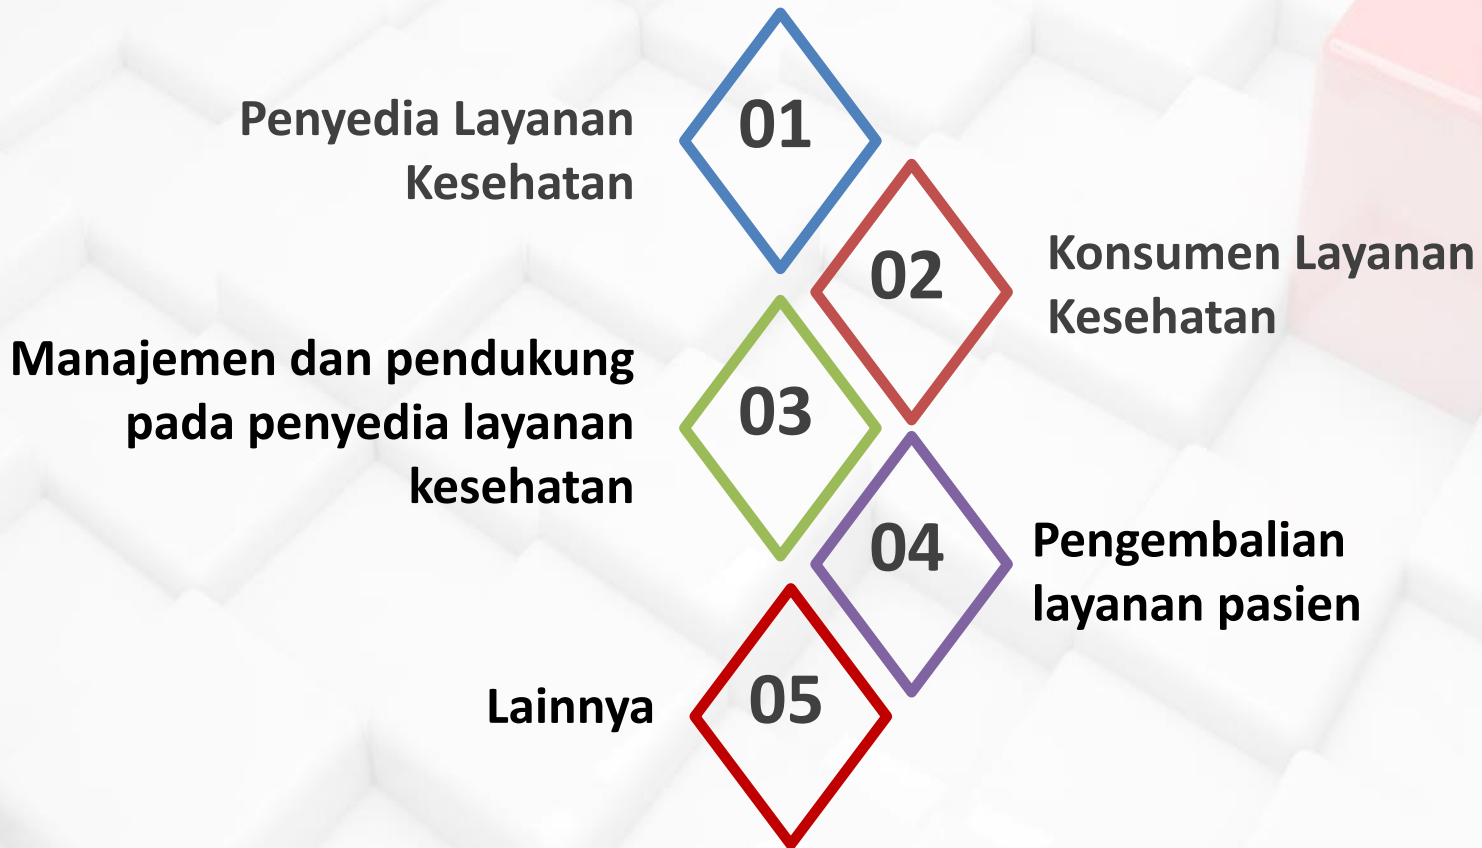 01
Penyedia Layanan
Kesehatan
02
Konsumen Layanan
Kesehatan
03
Manajemen dan pendukung
pada penyedia layanan
kesehatan
04
Pengembalian
layanan pasien
05
Lainnya